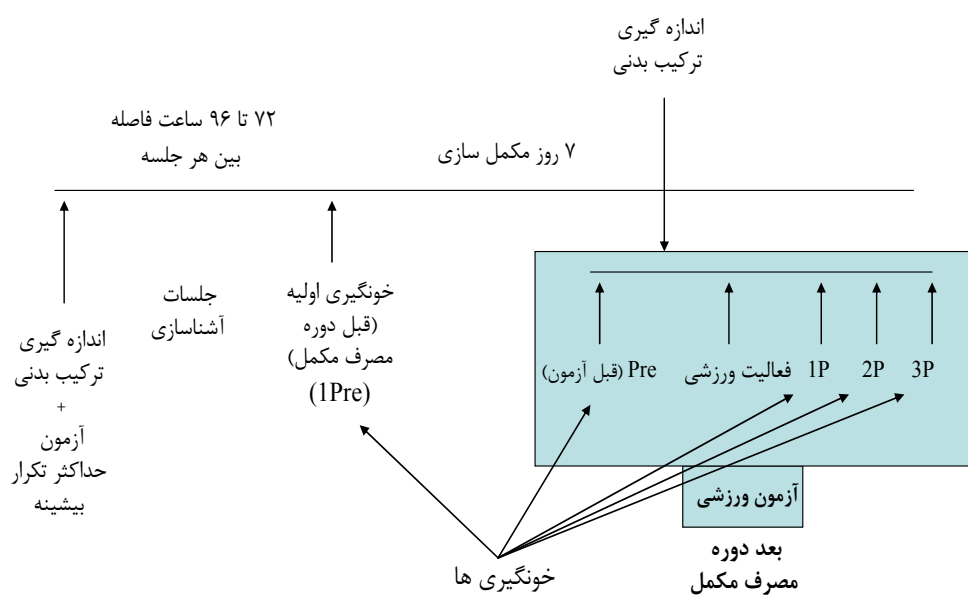 اندازه گیری
ترکیب بدنی
۷۲ تا ۹۶ ساعت فاصله
بین هر جلسه
۷ روز مکمل سازی
اندازه گیری
ترکیب بدنی
+
آزمون
حداکثر تکرار
بیشینه
جلسات
آشناسازی
خونگیری اولیه
(قبل دوره
مصرف مکمل)
(1Pre)
Pre (قبل آزمون)
فعالیت ورزشی
1P
2P
3P
آزمون ورزشی
بعد دوره
مصرف مکمل
خونگیری ها